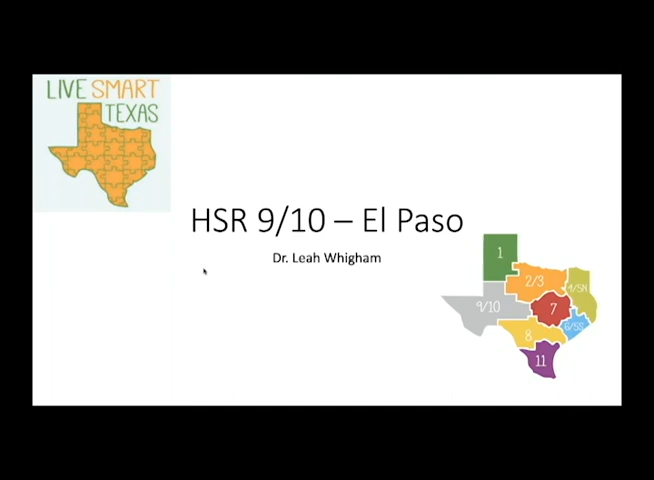 LIVE SMART
TEXAS
HSR 9/10 – El Paso
Dr. Leah Whigham
1
2/3
4/5N
9/10
7
6/5S
8
11